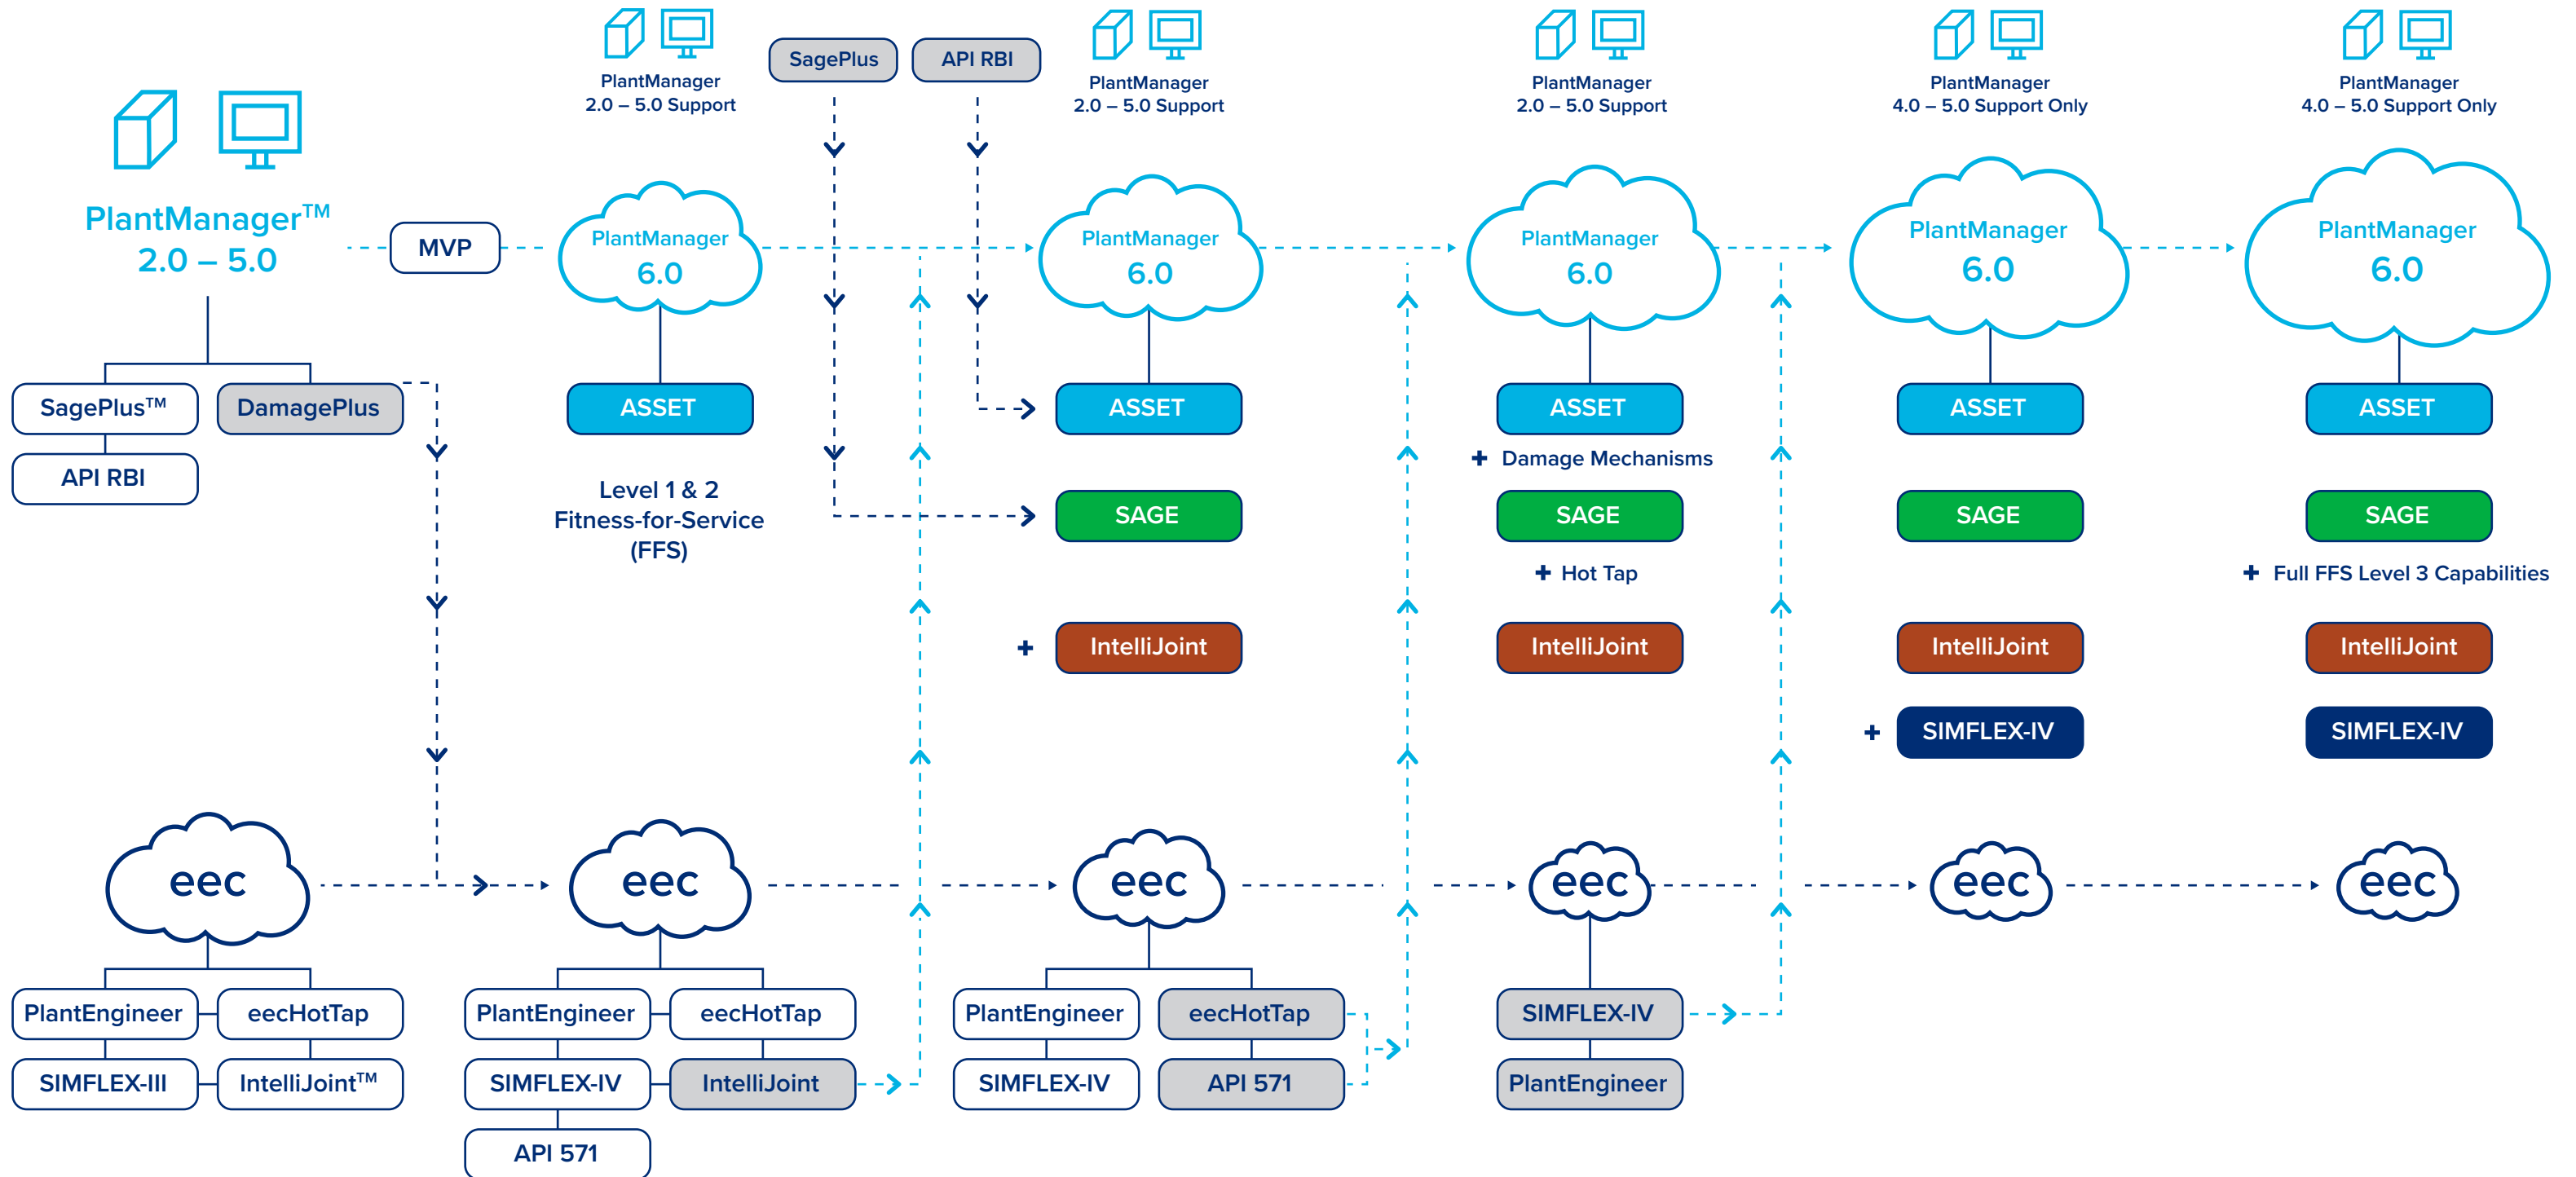 PlantManager™
2.0 – 5.0
SagePlus™
DamagePlus
API RBI
MVP
PlantManager
2.0 – 5.0 Support
PlantManager
6.0
ASSET
Level 1 & 2
Fitness-for-Service
(FFS)
SagePlus
API RBI
PlantManager
2.0 – 5.0 Support
PlantManager
6.0
ASSET
SAGE
+ IntelliJoint
PlantManager
2.0 – 5.0 Support
PlantManager
6.0
ASSET
+ Damage Mechanisms
SAGE
+ Hot Tap
IntelliJoint
PlantManager
4.0 – 5.0 Support Only
PlantManager
6.0
ASSET
SAGE
IntelliJoint
+ SIMFLEX-IV
PlantManager
4.0 – 5.0 Support Only
PlantManager
6.0
ASSET
SAGE
+ Full FFS Level 3 Capabilities
IntelliJoint
SIMFLEX-IV
eec
PlantEngineer
eecHotTap
SIMFLEX-III
IntelliJoint™
eec
PlantEngineer
eecHotTap
SIMFLEX-IV
IntelliJoint
API 571
eec
PlantEngineer
eecHotTap
SIMFLEX-IV
API 571
eec
SIMFLEX-IV
PlantEngineer
eec
eec